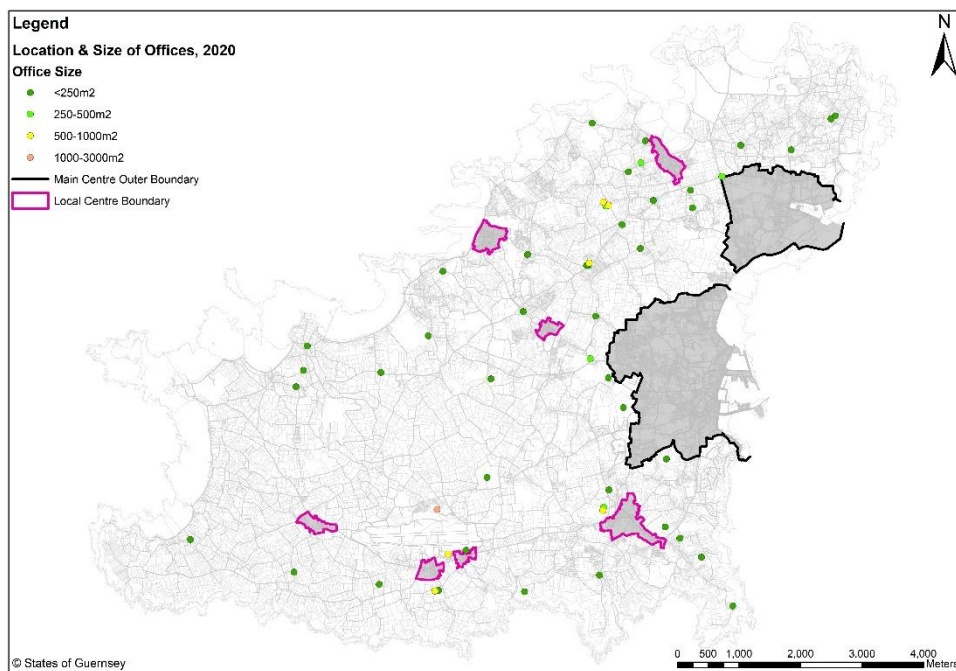 Legend
N
Location & Size of Offices, 2020
Office Size
<250m2
250-500m2
500-1000m2
1000-3000m2
Main Centre Outer Boundary
Local Centre Boundary
© States of Guernsey
0 500 1,000 2,000 3,000 4,000
Meters